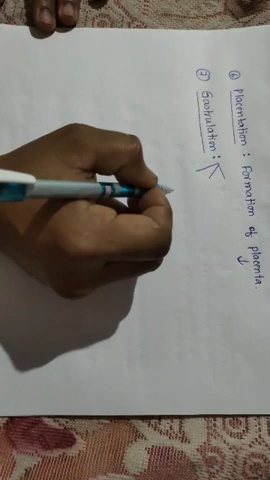 ⑥ Placentation : Formation of placenta. ↓
⑦ Gastrulation :